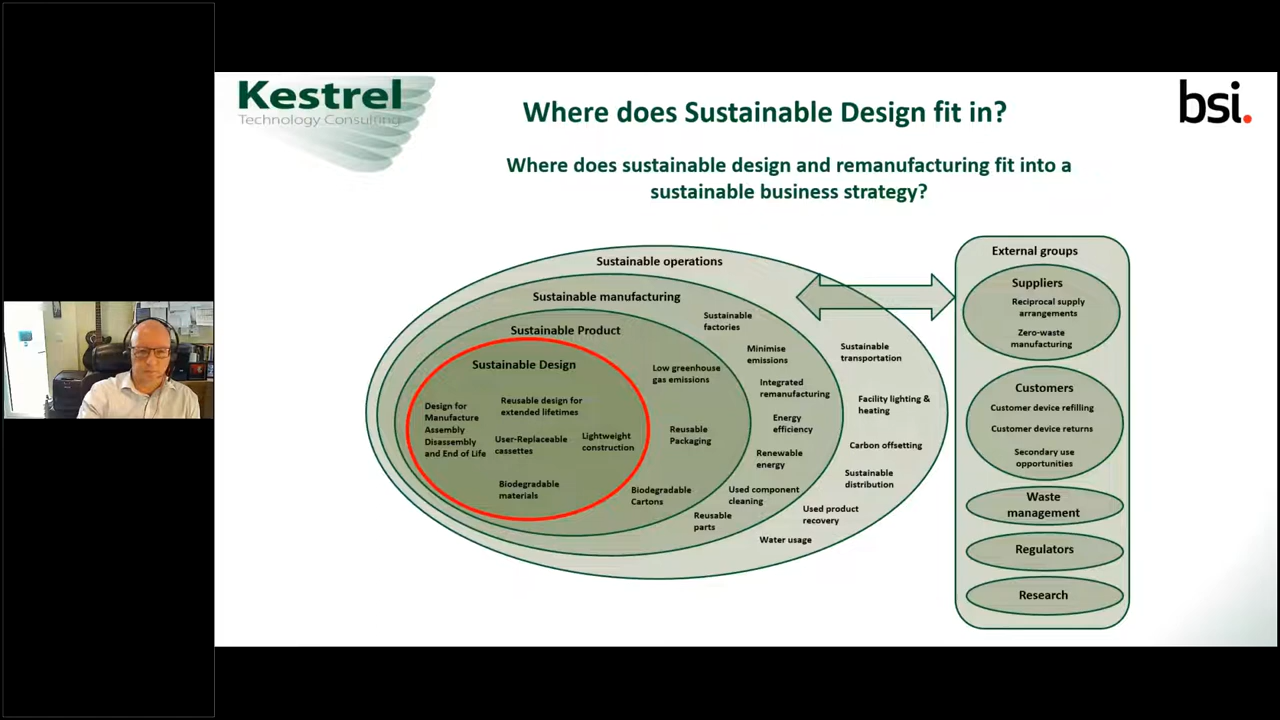 Kestrel
Technology Consulting
bsi.
Where does Sustainable Design fit in?
Where does sustainable design and remanufacturing fit into a
sustainable business strategy?
Sustainable operations
Sustainable manufacturing
Sustainable Product
Sustainable Design
Design for
Manufacture
Assembly
Disassembly
and End of Life
Reusable design for
extended lifetimes
User-Replaceable
cassettes
Lightweight
construction
Biodegradable
materials
Low greenhouse
gas emissions
Reusable
Packaging
Biodegradable
Cartons
Sustainable
factories
Minimise
emissions
Integrated
remanufacturing
Energy
efficiency
Renewable
energy
Used component
cleaning
Reusable
parts
Sustainable
transportation
Facility lighting &
heating
Carbon offsetting
Sustainable
distribution
Used product
recovery
Water usage
External groups
Suppliers
Reciprocal supply
arrangements
Zero-waste
manufacturing
Customers
Customer device refilling
Customer device returns
Secondary use
opportunities
Waste
management
Regulators
Research